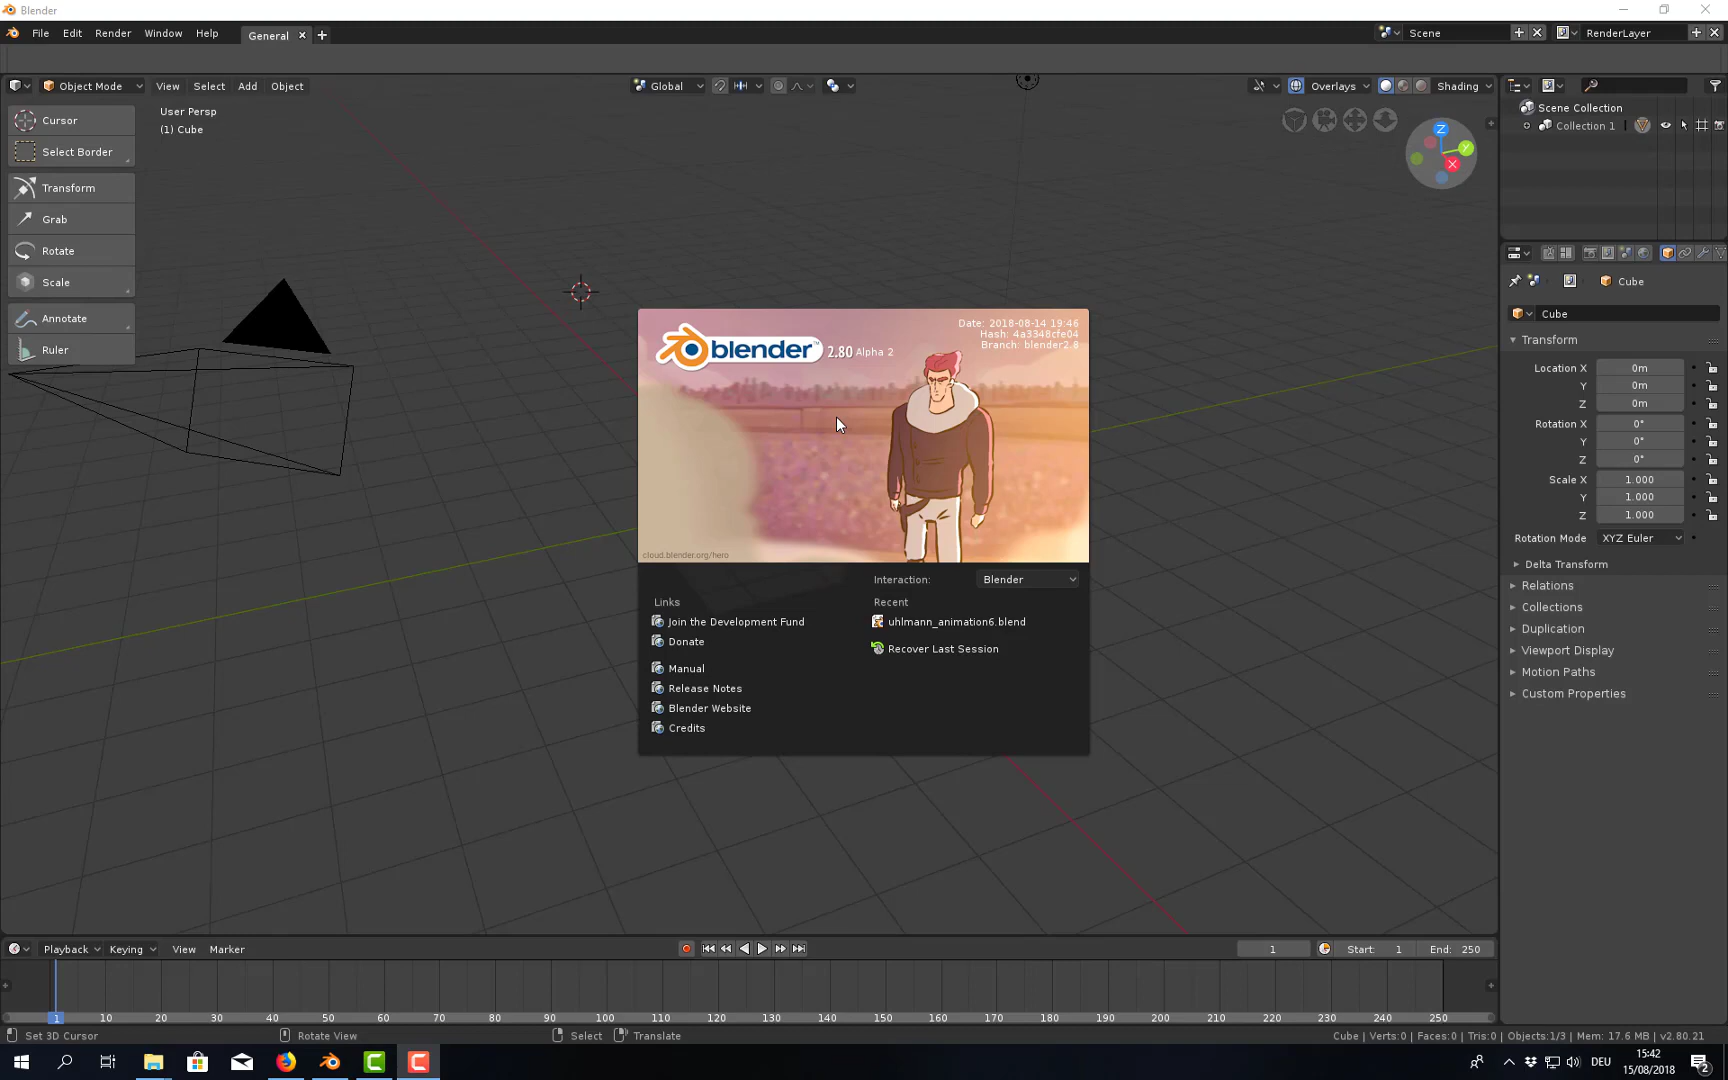 Blender
File Edit Render Window Help General Scene RenderLayer
Object Mode View Select Add Object Global Overlays Shading
User Persp
(1) Cube
Cursor
Select Border
Transform
Grab
Rotate
Scale
Annotate
Ruler
Z
Y
X
Date: 2018-08-14 19:46
Hash: 4a3348cfe04
Branch: blender2.8
blender 2.80 Alpha 2
cloud.blender.org/hero
Interaction: Blender
Links
Join the Development Fund
Donate
Manual
Release Notes
Blender Website
Credits
Recent
uhlmann_animation6.blend
Recover Last Session
Scene Collection
Collection 1
Cube
Cube
Transform
Location X 0m
Y 0m
Z 0m
Rotation X 0°
Y 0°
Z 0°
Scale X 1.000
Y 1.000
Z 1.000
Rotation Mode XYZ Euler
Delta Transform
Relations
Collections
Duplication
Viewport Display
Motion Paths
Custom Properties
Playback Keying View Marker 1 Start: 1 End: 250
1 10 20 30 40 50 60 70 80 90 100 110 120 130 140 150 160 170 180 190 200 210 220 230 240 250
Set 3D Cursor Rotate View Select Translate Cube | Verts:0 | Faces:0 | Tris:0 | Objects:1/3 | Mem: 17.6 MB | v2.80.21
DEU
15:42
15/08/2018
2